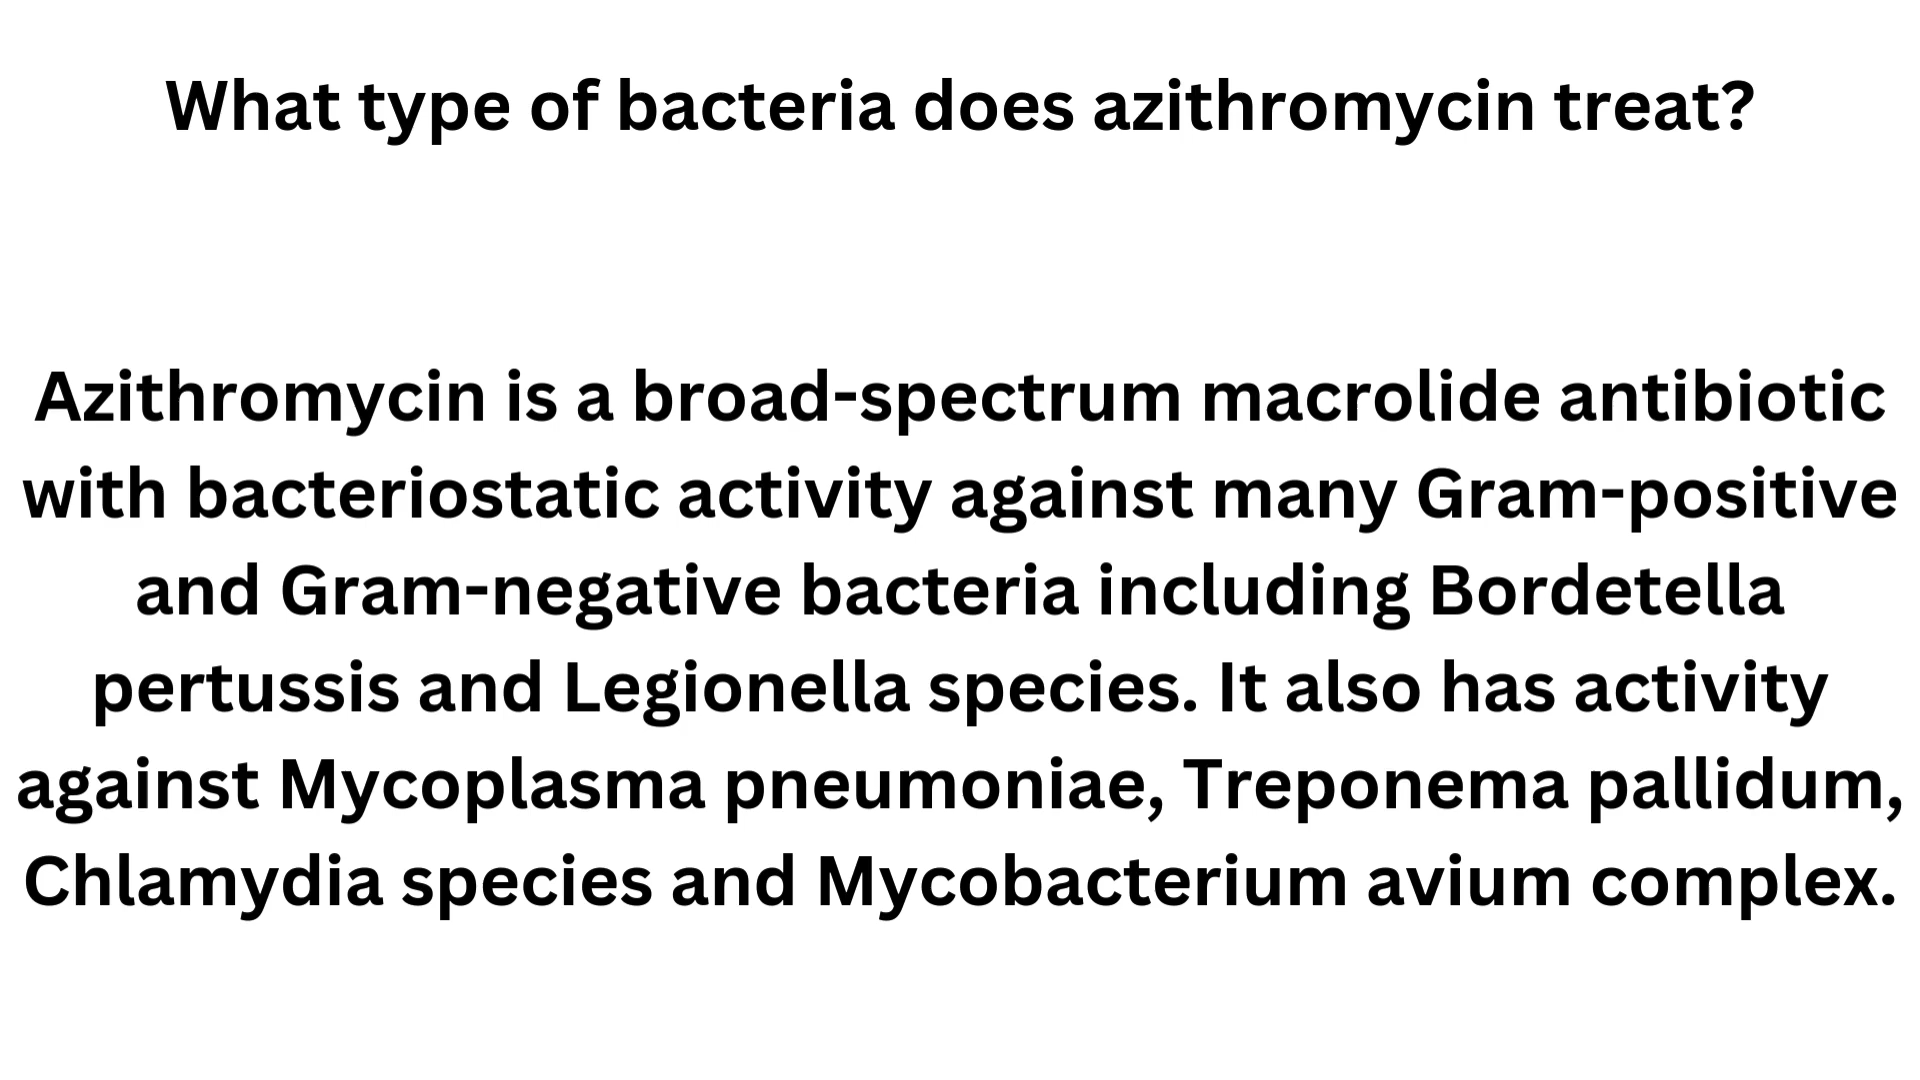 What type of bacteria does azithromycin treat?
Azithromycin is a broad-spectrum macrolide antibiotic
with bacteriostatic activity against many Gram-positive
and Gram-negative bacteria including Bordetella
pertussis and Legionella species. It also has activity
against Mycoplasma pneumoniae, Treponema pallidum,
Chlamydia species and Mycobacterium avium complex.